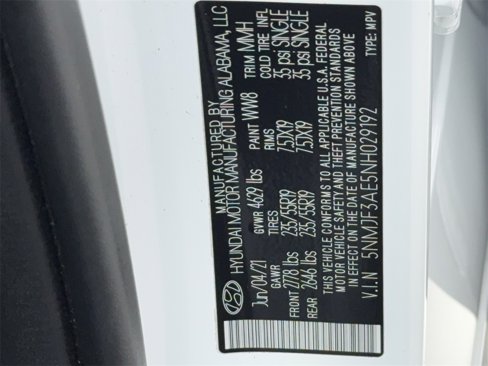 MANUFACTURED BY
HYUNDAI MOTOR MANUFACTURING ALABAMA, LLC
Jun/04/21 GVWR 4629 lbs PAINT WW8 TRIM MMH
GAWR TIRES RIMS COLD TIRE INFL
FRONT 2778 lbs 235/55R19 7.5JX19 35 psi SINGLE
REAR 2646 lbs 235/55R19 7.5JX19 35 psi SINGLE
THIS VEHICLE CONFORMS TO ALL APPLICABLE U.S.A. FEDERAL
MOTOR VEHICLE SAFETY, BUMPER, AND
THEFT PREVENTION STANDARDS
IN EFFECT ON THE DATE OF MANUFACTURE SHOWN ABOVE
V.I.N 5NMJF3AE5NH029192
TYPE: MPV